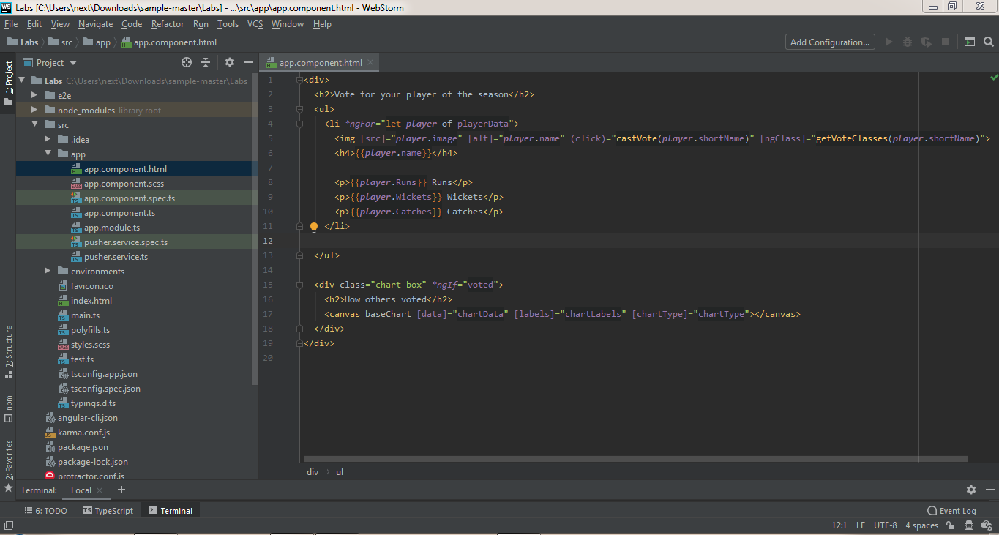 WS Labs [C:\Users\next\Downloads\sample-master\Labs] - ...\src\app\app.component.html - WebStorm
File Edit View Navigate Code Refactor Run Tools VCS Window Help
Labs src app app.component.html Add Configuration...
1: Project
Project
app.component.html
Labs C:\Users\next\Downloads\sample-master\Labs
e2e
node_modules library root
src
.idea
app
app.component.html
app.component.scss
app.component.spec.ts
app.component.ts
app.module.ts
pusher.service.spec.ts
pusher.service.ts
environments
favicon.ico
index.html
main.ts
polyfills.ts
styles.scss
test.ts
tsconfig.app.json
tsconfig.spec.json
typings.d.ts
angular-cli.json
karma.conf.js
package.json
package-lock.json
protractor.conf.js
7: Structure
npm
2: Favorites
1 <div>
2 <h2>Vote for your player of the season</h2>
3 <ul>
4 <li *ngFor="let player of playerData">
5 <img [src]="player.image" [alt]="player.name" (click)="castVote(player.shortName)" [ngClass]="getVoteClasses(player.shortName)">
6 <h4>{{player.name}}</h4>
7
8 <p>{{player.Runs}} Runs</p>
9 <p>{{player.Wickets}} Wickets</p>
10 <p>{{player.Catches}} Catches</p>
11 </li>
12
13 </ul>
14
15 <div class="chart-box" *ngIf="voted">
16 <h2>How others voted</h2>
17 <canvas baseChart [data]="chartData" [labels]="chartLabels" [chartType]="chartType"></canvas>
18 </div>
19 </div>
20
div › ul
Terminal: Local × +
6: TODO TypeScript Terminal Event Log
12:1 LF UTF-8 4 spaces